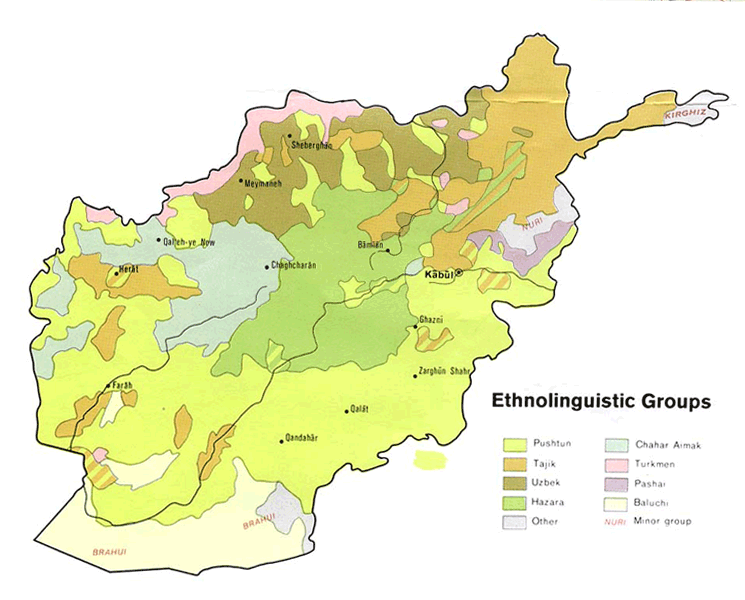 KIRGHIZ
Sheberghān
Meymaneh
NURI
Qal'eh-ye Now
Bāmīān
Chaghcharān
Herāt
Kābul
Ghaznī
Zarghūn Shahr
Farāh
Qalāt
Qandahār
BRAHUI
BRAHUI
Ethnolinguistic Groups
Pushtun
Tajik
Uzbek
Hazara
Other
Chahar Aimak
Turkmen
Pashai
Baluchi
NURI Minor group